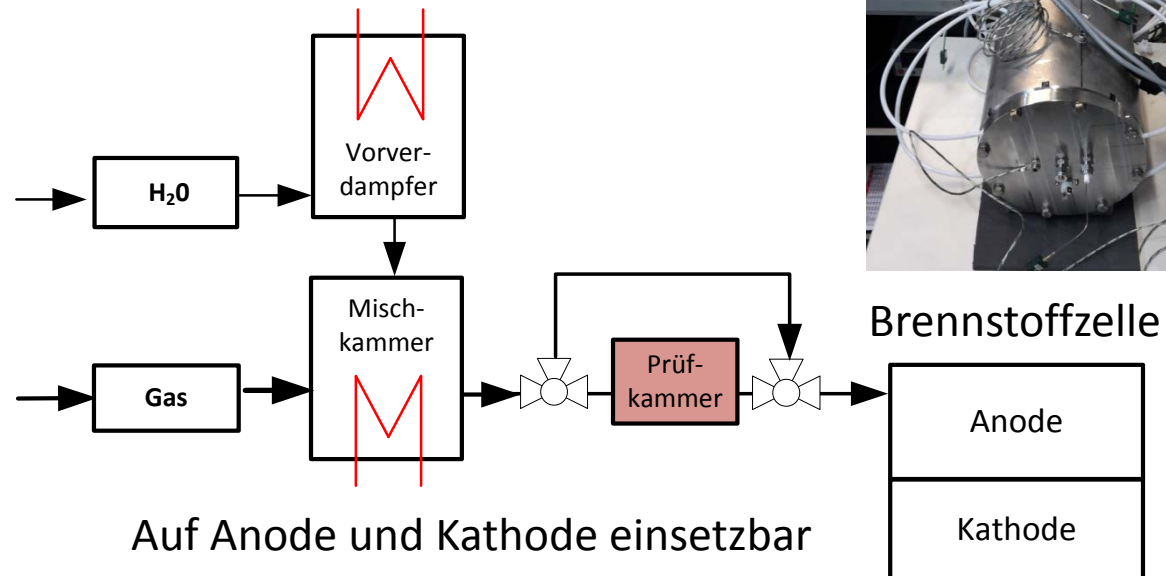 Vorver-
dampfer
H₂0
Misch-
kammer
Gas
Prüf-
kammer
Brennstoffzelle
Anode
Kathode
Auf Anode und Kathode einsetzbar